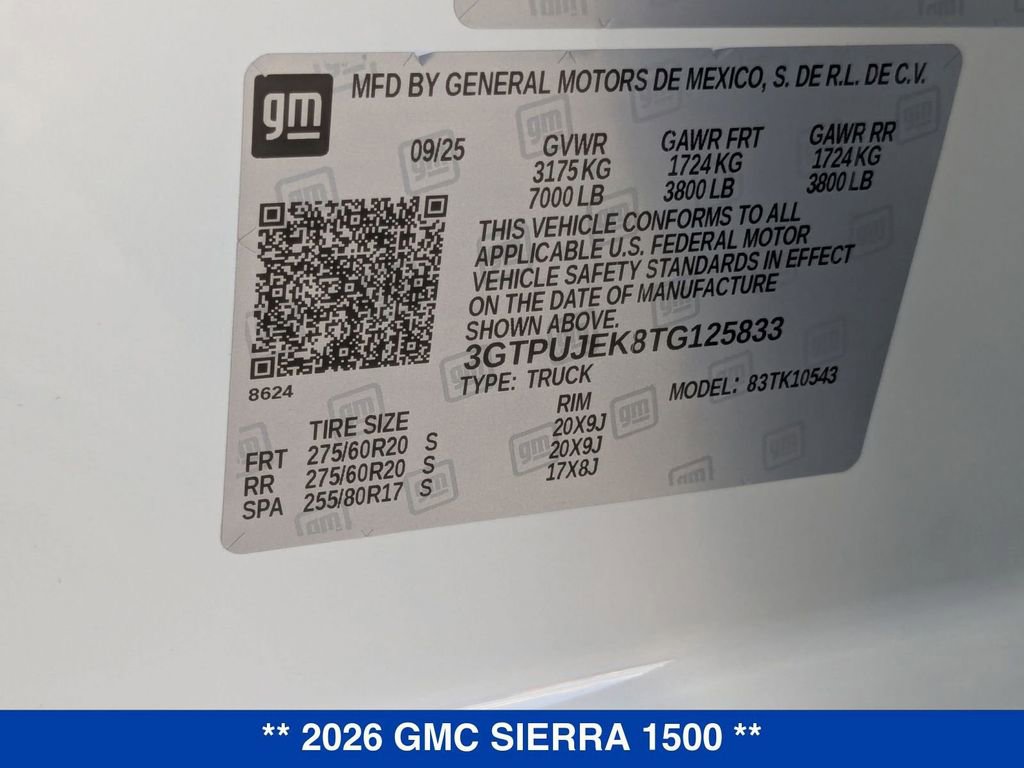 gm
MFD BY GENERAL MOTORS DE MEXICO, S. DE R.L. DE C.V.
09/25
GVWR GAWR FRT GAWR RR
3175 KG 1724 KG 1724 KG
7000 LB 3800 LB 3800 LB
THIS VEHICLE CONFORMS TO ALL
APPLICABLE U.S. FEDERAL MOTOR
VEHICLE SAFETY STANDARDS IN EFFECT
ON THE DATE OF MANUFACTURE
SHOWN ABOVE.
3GTPUJEK8TG125833
8624
TYPE: TRUCK MODEL: 83TK10543
TIRE SIZE RIM
FRT 275/60R20 S 20X9J
RR 275/60R20 S 20X9J
SPA 255/80R17 S 17X8J
** 2026 GMC SIERRA 1500 **